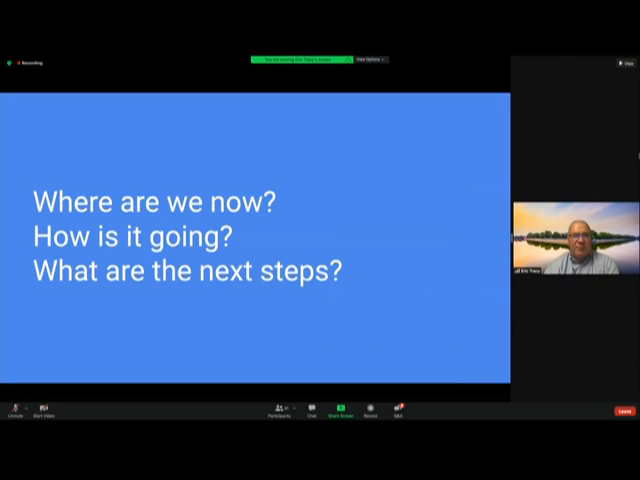 Recording
You are viewing Eric Tracy's screen
View Options
View
Where are we now?
How is it going?
What are the next steps?
Eric Tracy
Unmute
Start Video
Participants
Chat
Share Screen
Record
Q&A
Leave